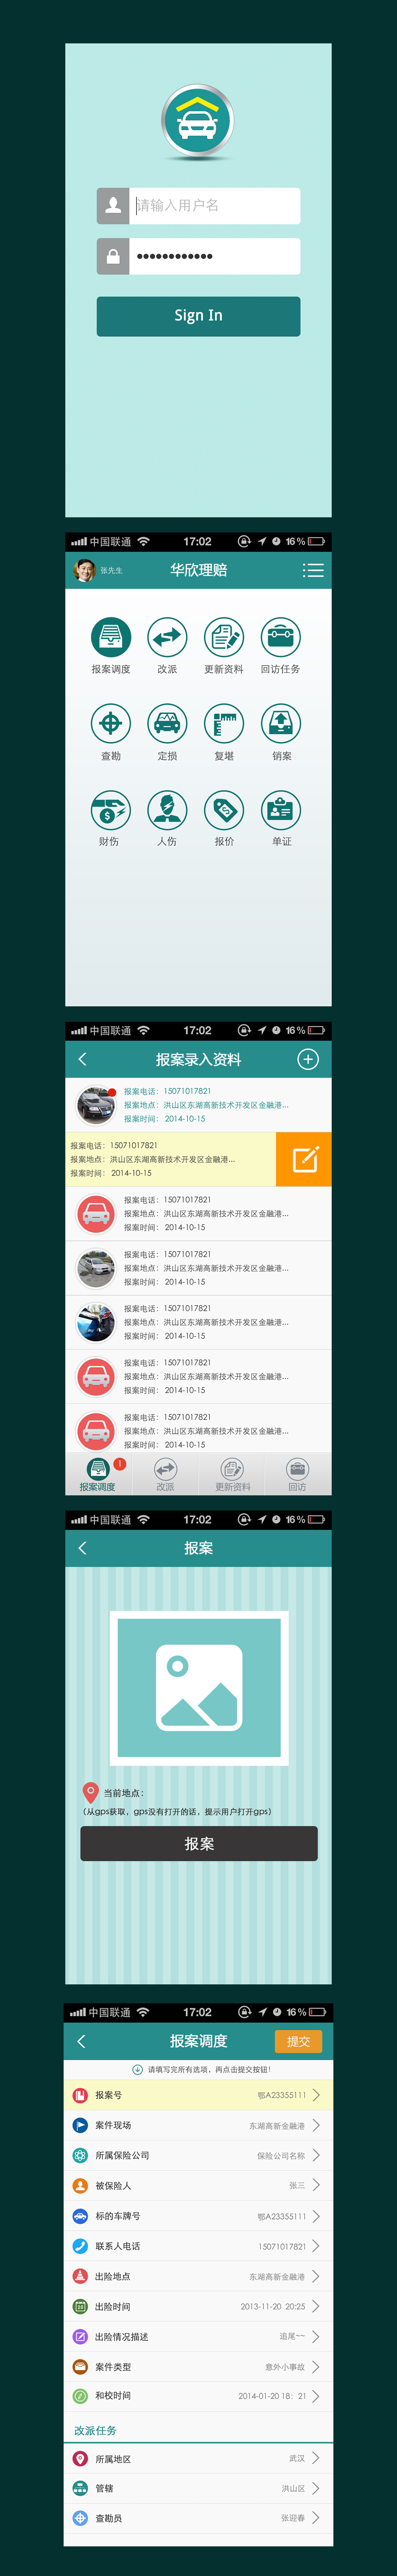 请输入用户名
Sign In
中国联通 17:02 16%
张先生 华欣理赔
报案调度 改派 更新资料 回访任务
查勘 定损 复堪 销案
财伤 人伤 报价 单证
中国联通 17:02 16%
报案录入资料
报案电话：15071017821
报案地点：洪山区东湖高新技术开发区金融港...
报案时间： 2014-10-15
报案电话：15071017821
报案地点：洪山区东湖高新技术开发区金融港...
报案时间： 2014-10-15
报案电话：15071017821
报案地点：洪山区东湖高新技术开发区金融港...
报案时间： 2014-10-15
报案电话：15071017821
报案地点：洪山区东湖高新技术开发区金融港...
报案时间： 2014-10-15
报案电话：15071017821
报案地点：洪山区东湖高新技术开发区金融港...
报案时间： 2014-10-15
报案电话：15071017821
报案地点：洪山区东湖高新技术开发区金融港...
报案时间： 2014-10-15
报案电话：15071017821
报案地点：洪山区东湖高新技术开发区金融港...
报案时间： 2014-10-15
1
报案调度 改派 更新资料 回访
中国联通 17:02 16%
报案
当前地点：
（从gps获取，gps没有打开的话，提示用户打开gps）
报案
中国联通 17:02 16%
报案调度 提交
请填写完所有选项，再点击提交按钮！
报案号 鄂A23355111
案件现场 东湖高新金融港
所属保险公司 保险公司名称
被保险人 张三
标的车牌号 鄂A23355111
联系人电话 15071017821
出险地点 东湖高新金融港
出险时间 2013-11-20 20:25
出险情况描述 追尾~~
案件类型 意外小事故
和校时间 2014-01-20 18：21
改派任务
所属地区 武汉
管辖 洪山区
查勘员 张迎春